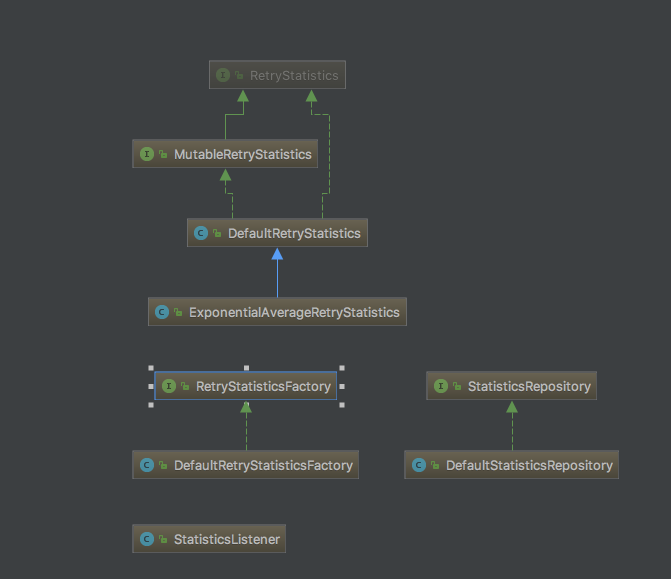 I RetryStatistics
I MutableRetryStatistics
C DefaultRetryStatistics
C ExponentialAverageRetryStatistics
I RetryStatisticsFactory
I StatisticsRepository
C DefaultRetryStatisticsFactory
C DefaultStatisticsRepository
C StatisticsListener